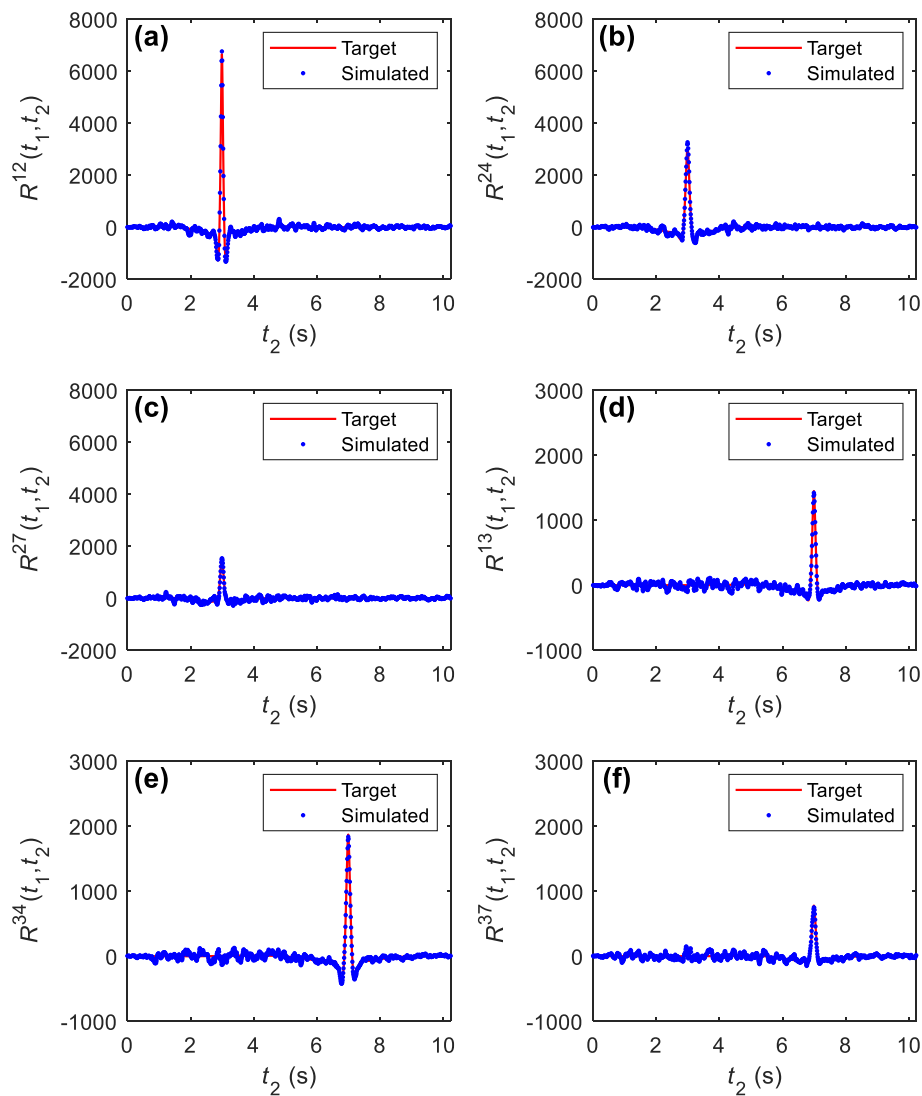 (a)
Target
Simulated
8000
6000
4000
2000
0
-2000
R^12(t_1,t_2)
0 2 4 6 8 10
t_2 (s)
(b)
Target
Simulated
8000
6000
4000
2000
0
-2000
R^24(t_1,t_2)
0 2 4 6 8 10
t_2 (s)
(c)
Target
Simulated
8000
6000
4000
2000
0
-2000
R^27(t_1,t_2)
0 2 4 6 8 10
t_2 (s)
(d)
Target
Simulated
3000
2000
1000
0
-1000
R^13(t_1,t_2)
0 2 4 6 8 10
t_2 (s)
(e)
Target
Simulated
3000
2000
1000
0
-1000
R^34(t_1,t_2)
0 2 4 6 8 10
t_2 (s)
(f)
Target
Simulated
3000
2000
1000
0
-1000
R^37(t_1,t_2)
0 2 4 6 8 10
t_2 (s)